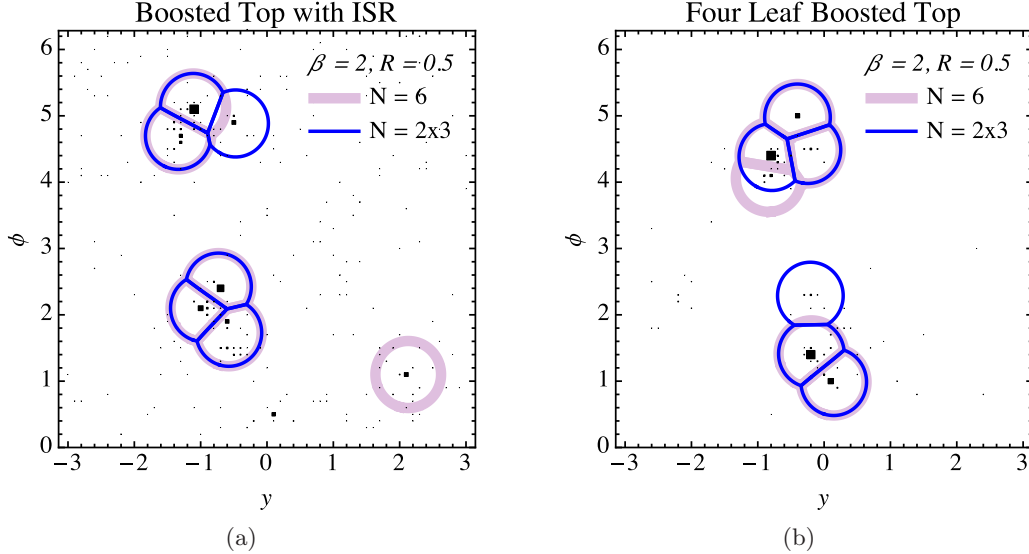 Boosted Top with ISR
β = 2, R = 0.5
N = 6
N = 2x3
6
5
4
3
2
1
0
ϕ
−3 −2 −1 0 1 2 3
y
(a)
Four Leaf Boosted Top
β = 2, R = 0.5
N = 6
N = 2x3
6
5
4
3
2
1
0
ϕ
−3 −2 −1 0 1 2 3
y
(b)